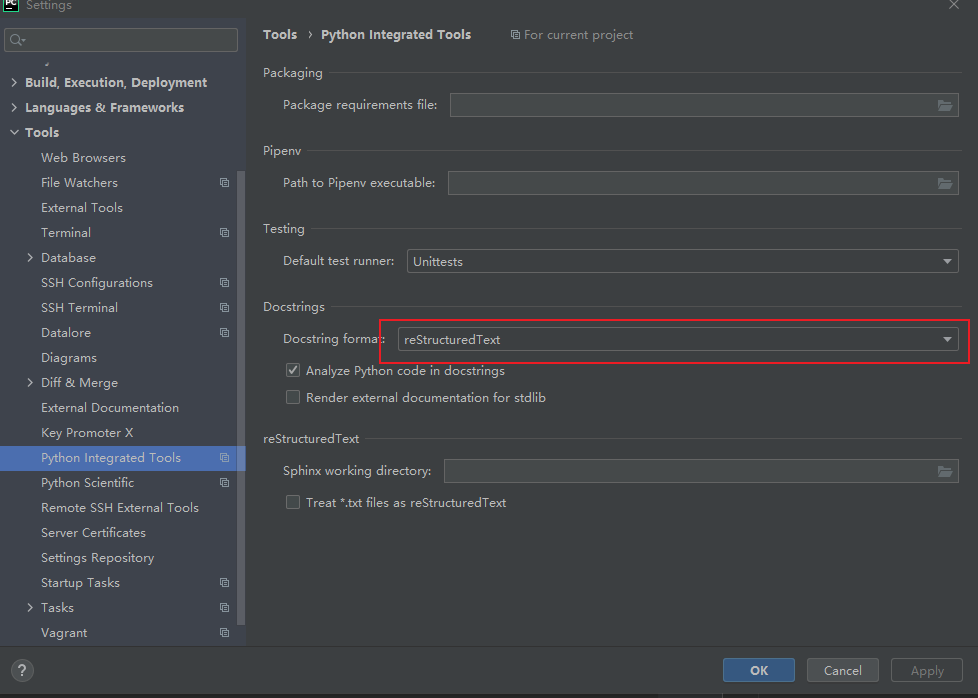 PC
Settings
Build, Execution, Deployment
Languages & Frameworks
Tools
Web Browsers
File Watchers
External Tools
Terminal
Database
SSH Configurations
SSH Terminal
Datalore
Diagrams
Diff & Merge
External Documentation
Key Promoter X
Python Integrated Tools
Python Scientific
Remote SSH External Tools
Server Certificates
Settings Repository
Startup Tasks
Tasks
Vagrant
Tools › Python Integrated Tools For current project
Packaging
Package requirements file:
Pipenv
Path to Pipenv executable:
Testing
Default test runner: Unittests
Docstrings
Docstring format: reStructuredText
Analyze Python code in docstrings
Render external documentation for stdlib
reStructuredText
Sphinx working directory:
Treat *.txt files as reStructuredText
? OK Cancel Apply